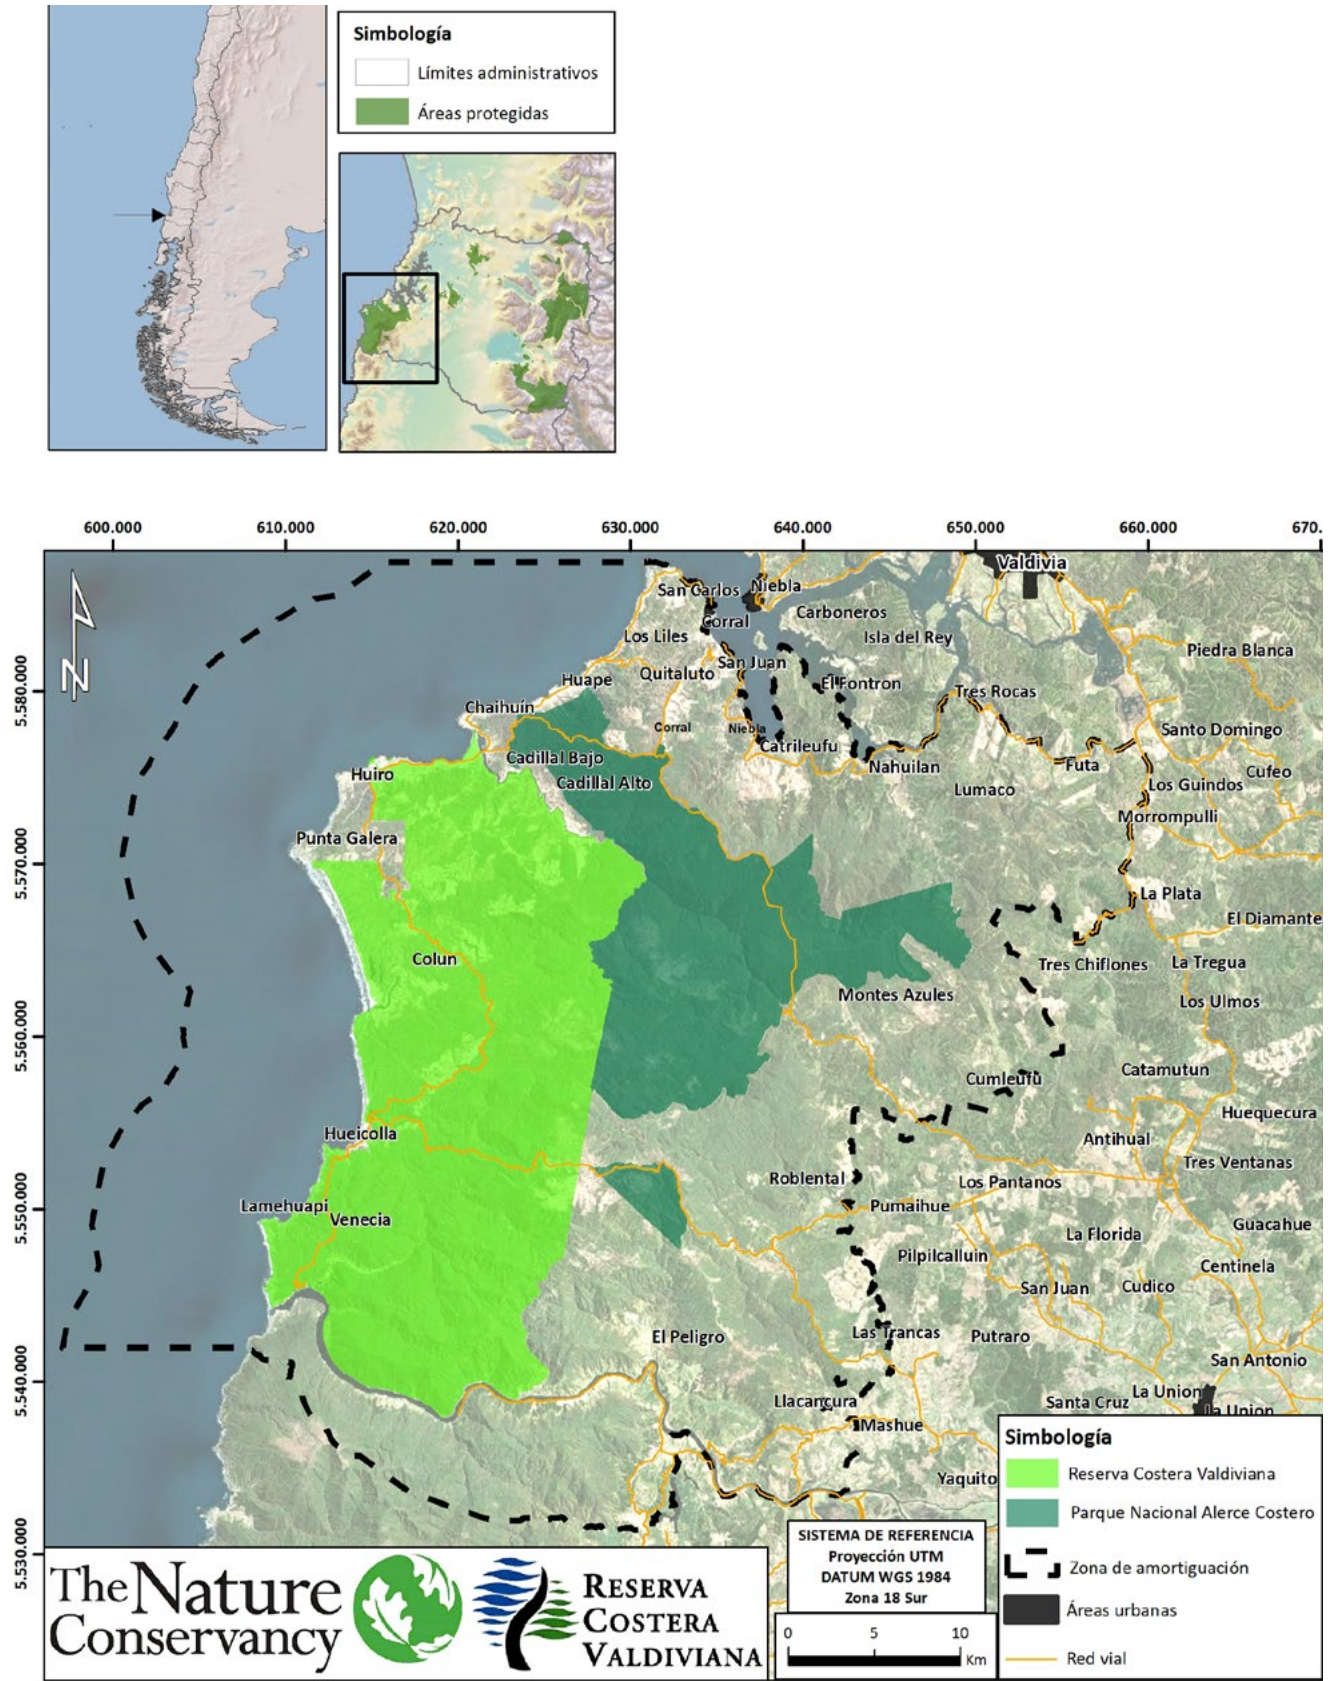 Simbología
Límites administrativos
Áreas protegidas
600.000 610.000 620.000 630.000 640.000 650.000 660.000 670.
Valdivia
San Carlos Niebla
Corral Carboneros
Los Liles Isla del Rey
Piedra Blanca
San Juan
Quitaluto
Huape El Fontron
5.580.000
Tres Rocas
Chaihuín
Corral Niebla
Santo Domingo
Catrileufu
Cadillal Bajo
Nahuilan Futa
Huiro
Cufeo
Cadillal Alto
Lumaco Los Guindos
Morrompulli
Punta Galera
5.570.000
La Plata
El Diamante
Colun
Tres Chiflones La Tregua
Montes Azules
Los Ulmos
5.560.000
Cumleufu Catamutun
Huequecura
Hueicolla
Antihual
Tres Ventanas
Roblental
Los Pantanos
Lamehuapi
Pumaihue
5.550.000
Venecia
Guacahue
La Florida
Pilpilcalluin
Centinela
San Juan Cudico
El Peligro
Las Trancas Putraro
San Antonio
5.540.000
La Union
Llacancura
Santa Cruz
La Union
Mashue
Yaquito
5.530.000
N
Simbología
Reserva Costera Valdiviana
Parque Nacional Alerce Costero
Zona de amortiguación
Áreas urbanas
Red vial
SISTEMA DE REFERENCIA
Proyección UTM
DATUM WGS 1984
Zona 18 Sur
0 5 10
Km
The Nature
Conservancy
RESERVA
COSTERA
VALDIVIANA